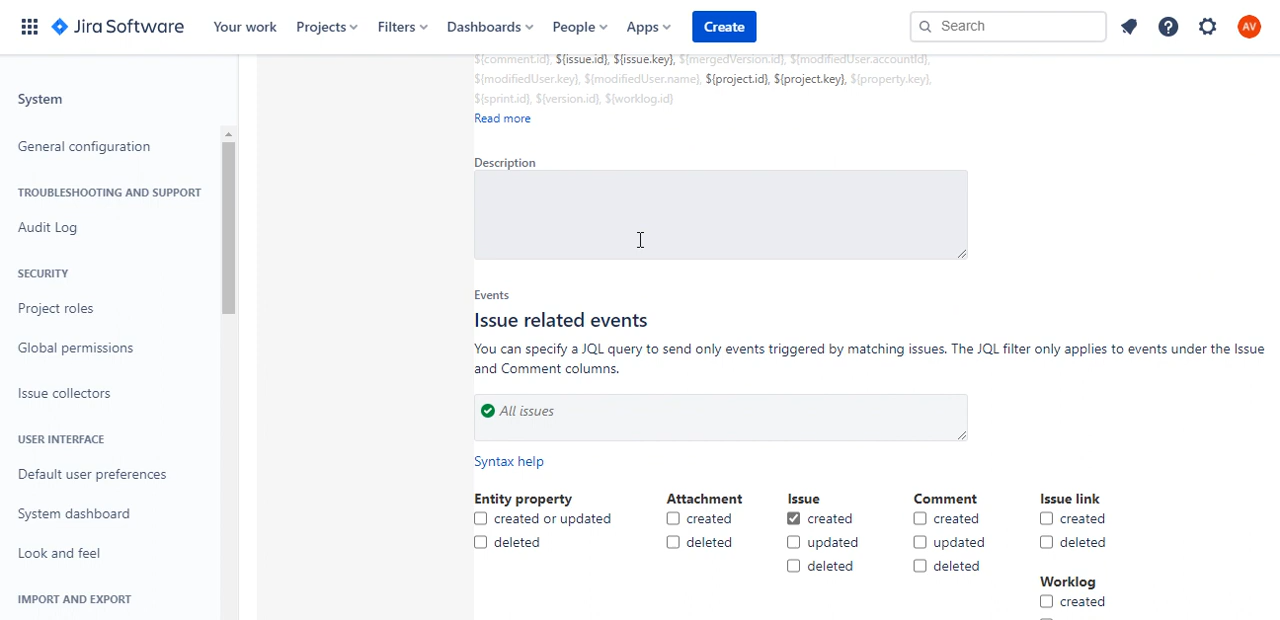 Jira Software Your work Projects Filters Dashboards People Apps Create Search AV
System
General configuration
TROUBLESHOOTING AND SUPPORT
Audit Log
SECURITY
Project roles
Global permissions
Issue collectors
USER INTERFACE
Default user preferences
System dashboard
Look and feel
IMPORT AND EXPORT
${comment.id}, ${issue.id}, ${issue.key}, ${mergedVersion.id}, ${modifiedUser.accountId},
${modifiedUser.key}, ${modifiedUser.name}, ${project.id}, ${project.key}, ${property.key},
${sprint.id}, ${version.id}, ${worklog.id}
Read more
Description
Events
Issue related events
You can specify a JQL query to send only events triggered by matching issues. The JQL filter only applies to events under the Issue
and Comment columns.
All issues
Syntax help
Entity property Attachment Issue Comment Issue link
created or updated created created created created
deleted deleted updated updated deleted
deleted deleted
Worklog
created